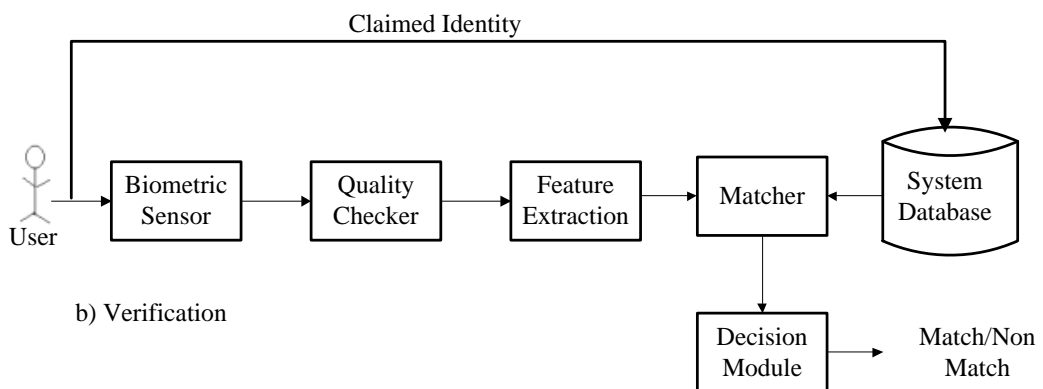 Claimed Identity
User
Biometric
Sensor
Quality
Checker
Feature
Extraction
Matcher
System
Database
b) Verification
Decision
Module
Match/Non
Match